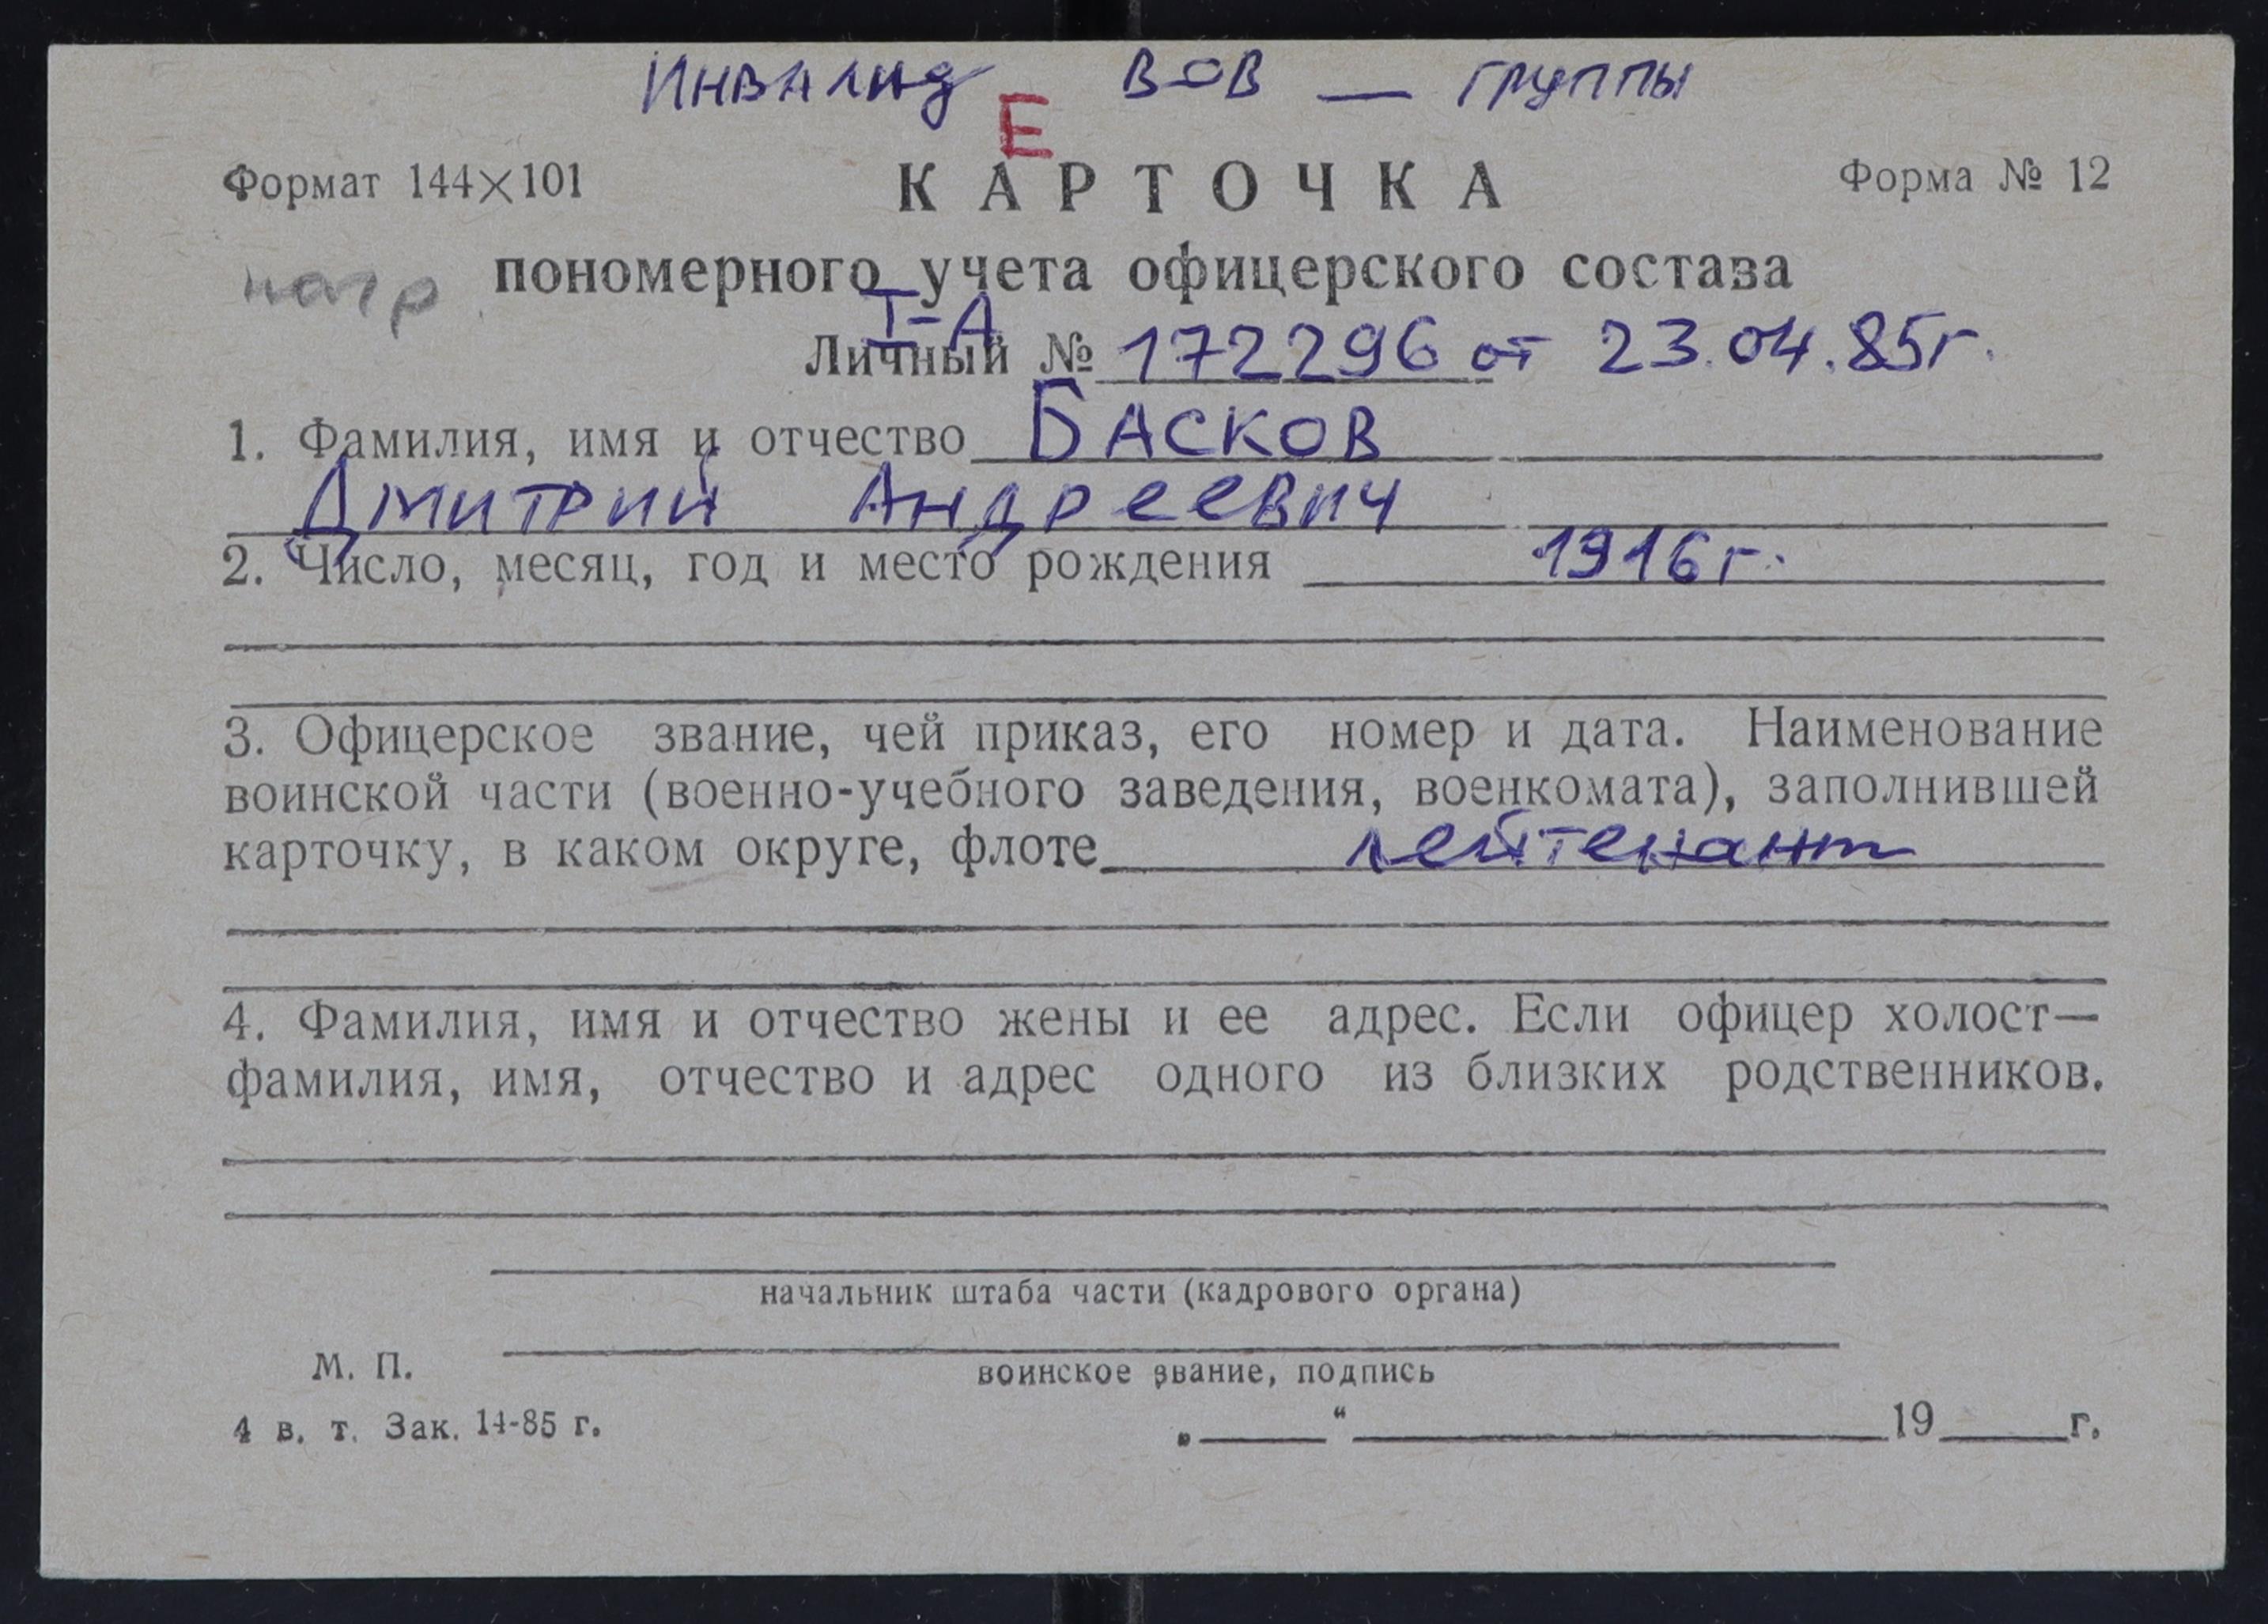 Инвалид ВОВ — группы
Е
Формат 144×101 КАРТОЧКА Форма № 12
нагр. пономерного учета офицерского состава
I-А
Личный № 172296 от 23.04.85г.
1. Фамилия, имя и отчество БАСКОВ
Дмитрий Андреевич
2. Число, месяц, год и место рождения 1916г.
3. Офицерское звание, чей приказ, его номер и дата. Наименование
воинской части (военно-учебного заведения, военкомата), заполнившей
карточку, в каком округе, флоте лейтенант
4. Фамилия, имя и отчество жены и ее адрес. Если офицер холост—
фамилия, имя, отчество и адрес одного из близких родственников.
начальник штаба части (кадрового органа)
М. П.
воинское звание, подпись
4 в. т. Зак. 14-85 г. „____“ ____________19____г.